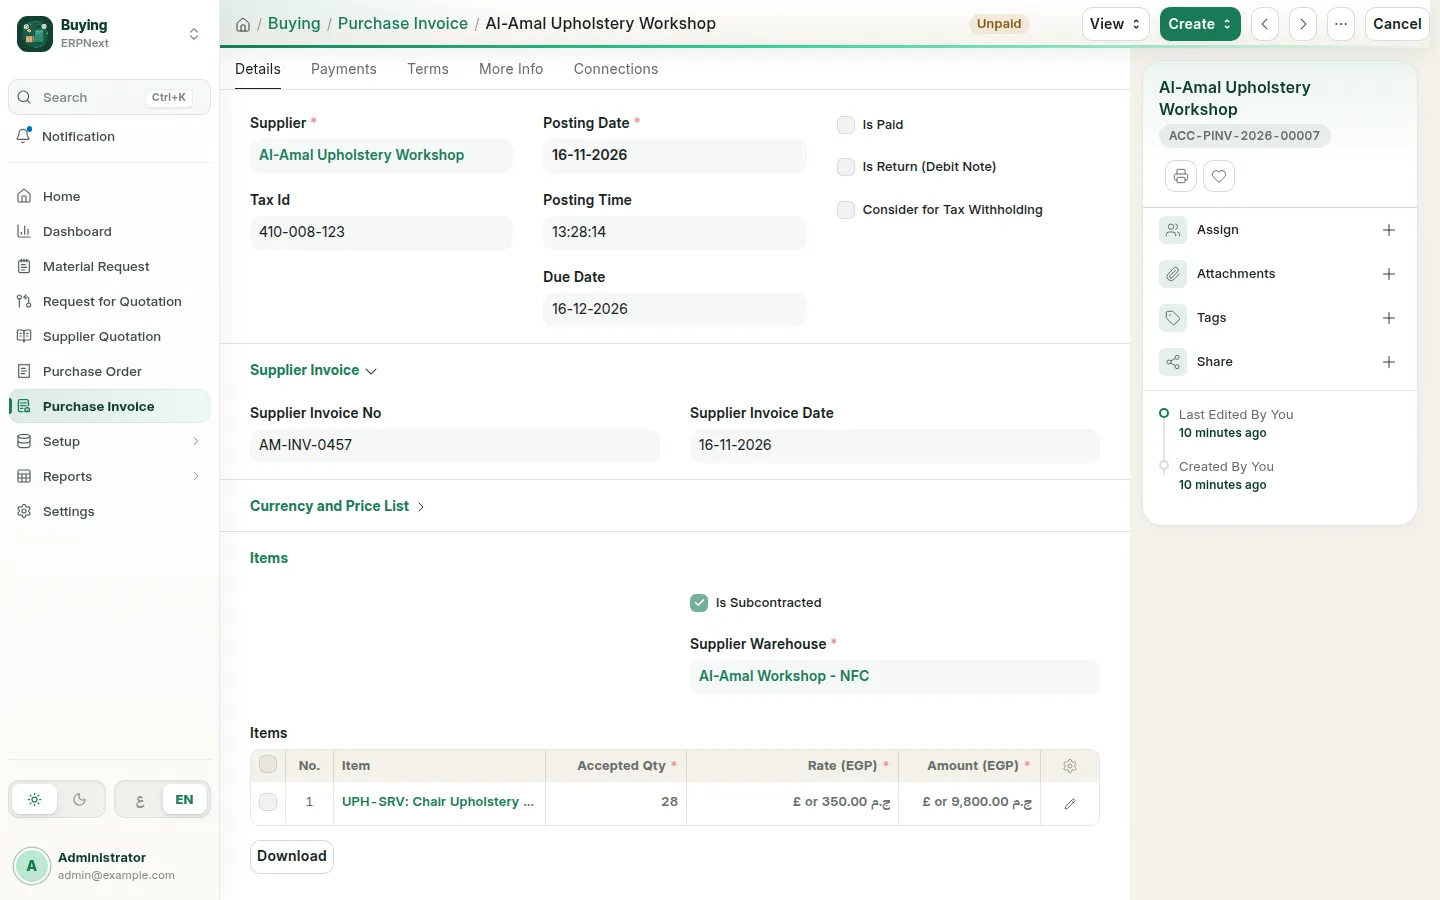 Buying
ERPNext
Search
Ctrl+K
Notification
Home
Dashboard
Material Request
Request for Quotation
Supplier Quotation
Purchase Order
Purchase Invoice
Setup
Reports
Settings
ع
EN
A
Administrator
admin@example.com
/ Buying / Purchase Invoice / Al-Amal Upholstery Workshop
Unpaid
View
Create
Cancel
Details
Payments
Terms
More Info
Connections
Supplier *
Al-Amal Upholstery Workshop
Tax Id
410-008-123
Posting Date *
16-11-2026
Posting Time
13:28:14
Due Date
16-12-2026
Is Paid
Is Return (Debit Note)
Consider for Tax Withholding
Supplier Invoice
Supplier Invoice No
AM-INV-0457
Supplier Invoice Date
16-11-2026
Currency and Price List
Items
Is Subcontracted
Supplier Warehouse *
Al-Amal Workshop - NFC
Items
No. Item Accepted Qty * Rate (EGP) * Amount (EGP) *
1 UPH-SRV: Chair Upholstery ... 28 £ or 350.00 ج.م £ or 9,800.00 ج.م
Download
Al-Amal Upholstery
Workshop
ACC-PINV-2026-00007
Assign
Attachments
Tags
Share
Last Edited By You
10 minutes ago
Created By You
10 minutes ago